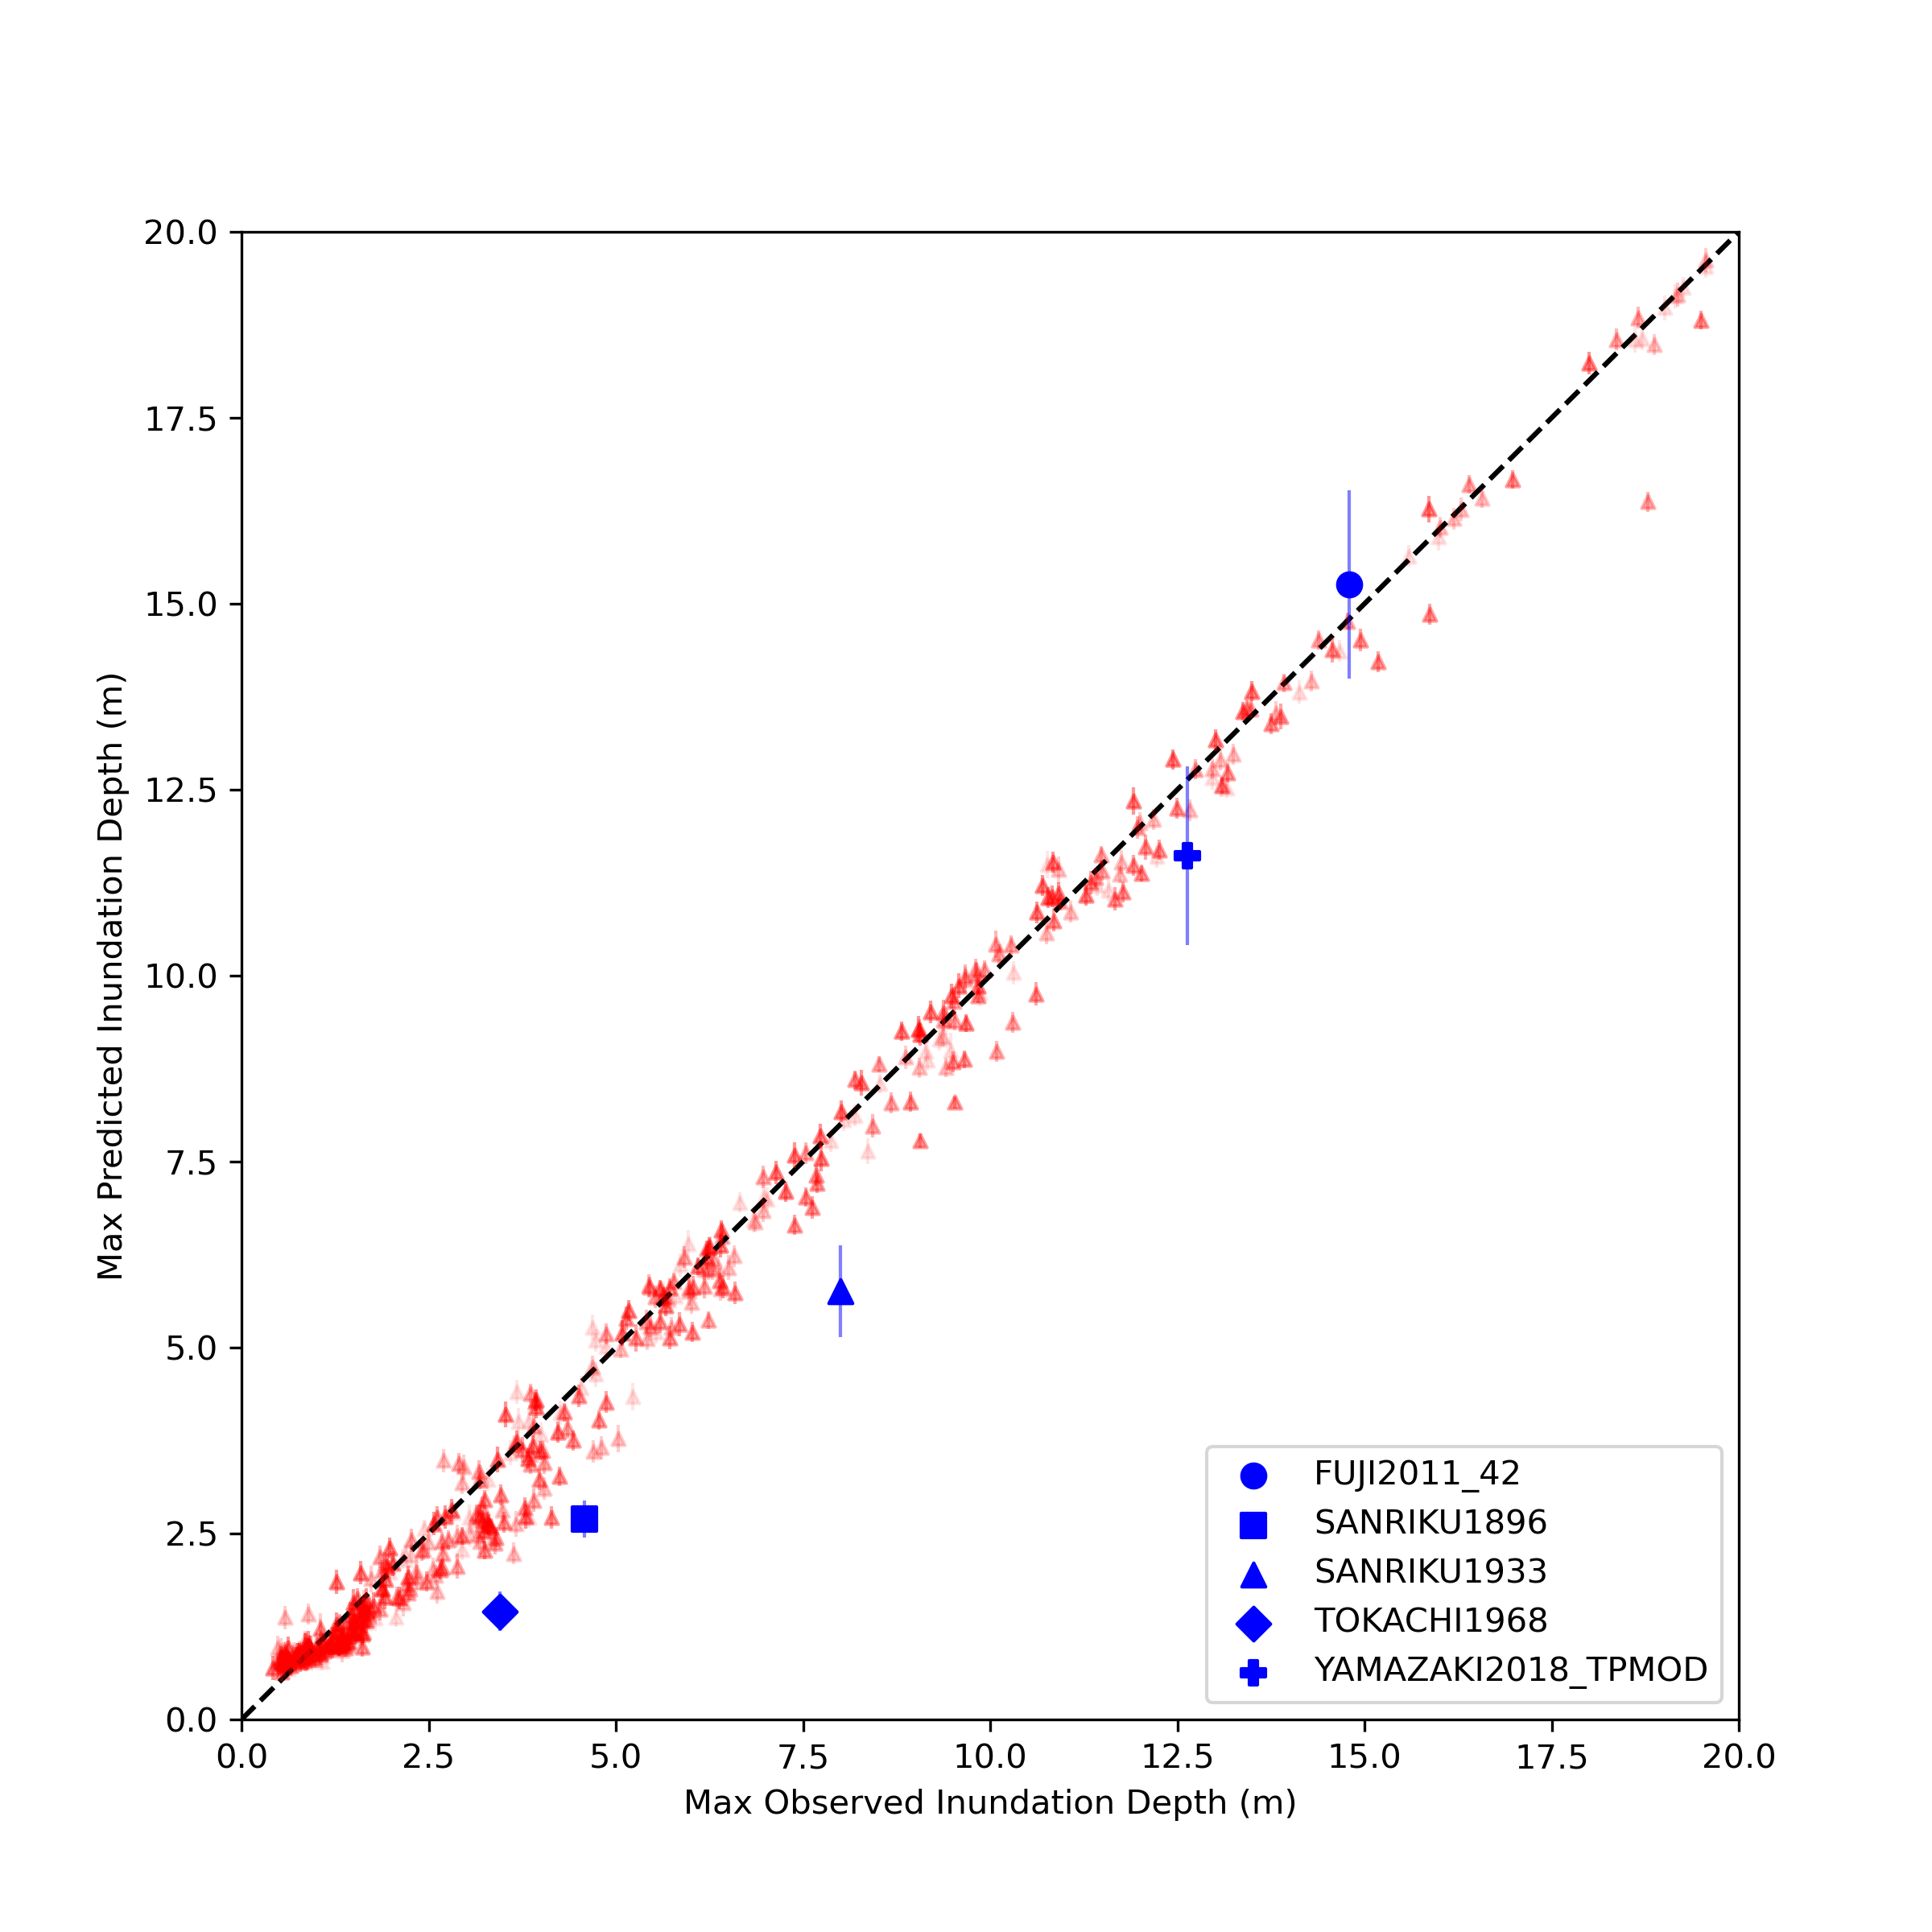 20.0
17.5
15.0
12.5
10.0
7.5
5.0
2.5
0.0
Max Predicted Inundation Depth (m)
FUJI2011_42
SANRIKU1896
SANRIKU1933
TOKACHI1968
YAMAZAKI2018_TPMOD
0.0 2.5 5.0 7.5 10.0 12.5 15.0 17.5 20.0
Max Observed Inundation Depth (m)